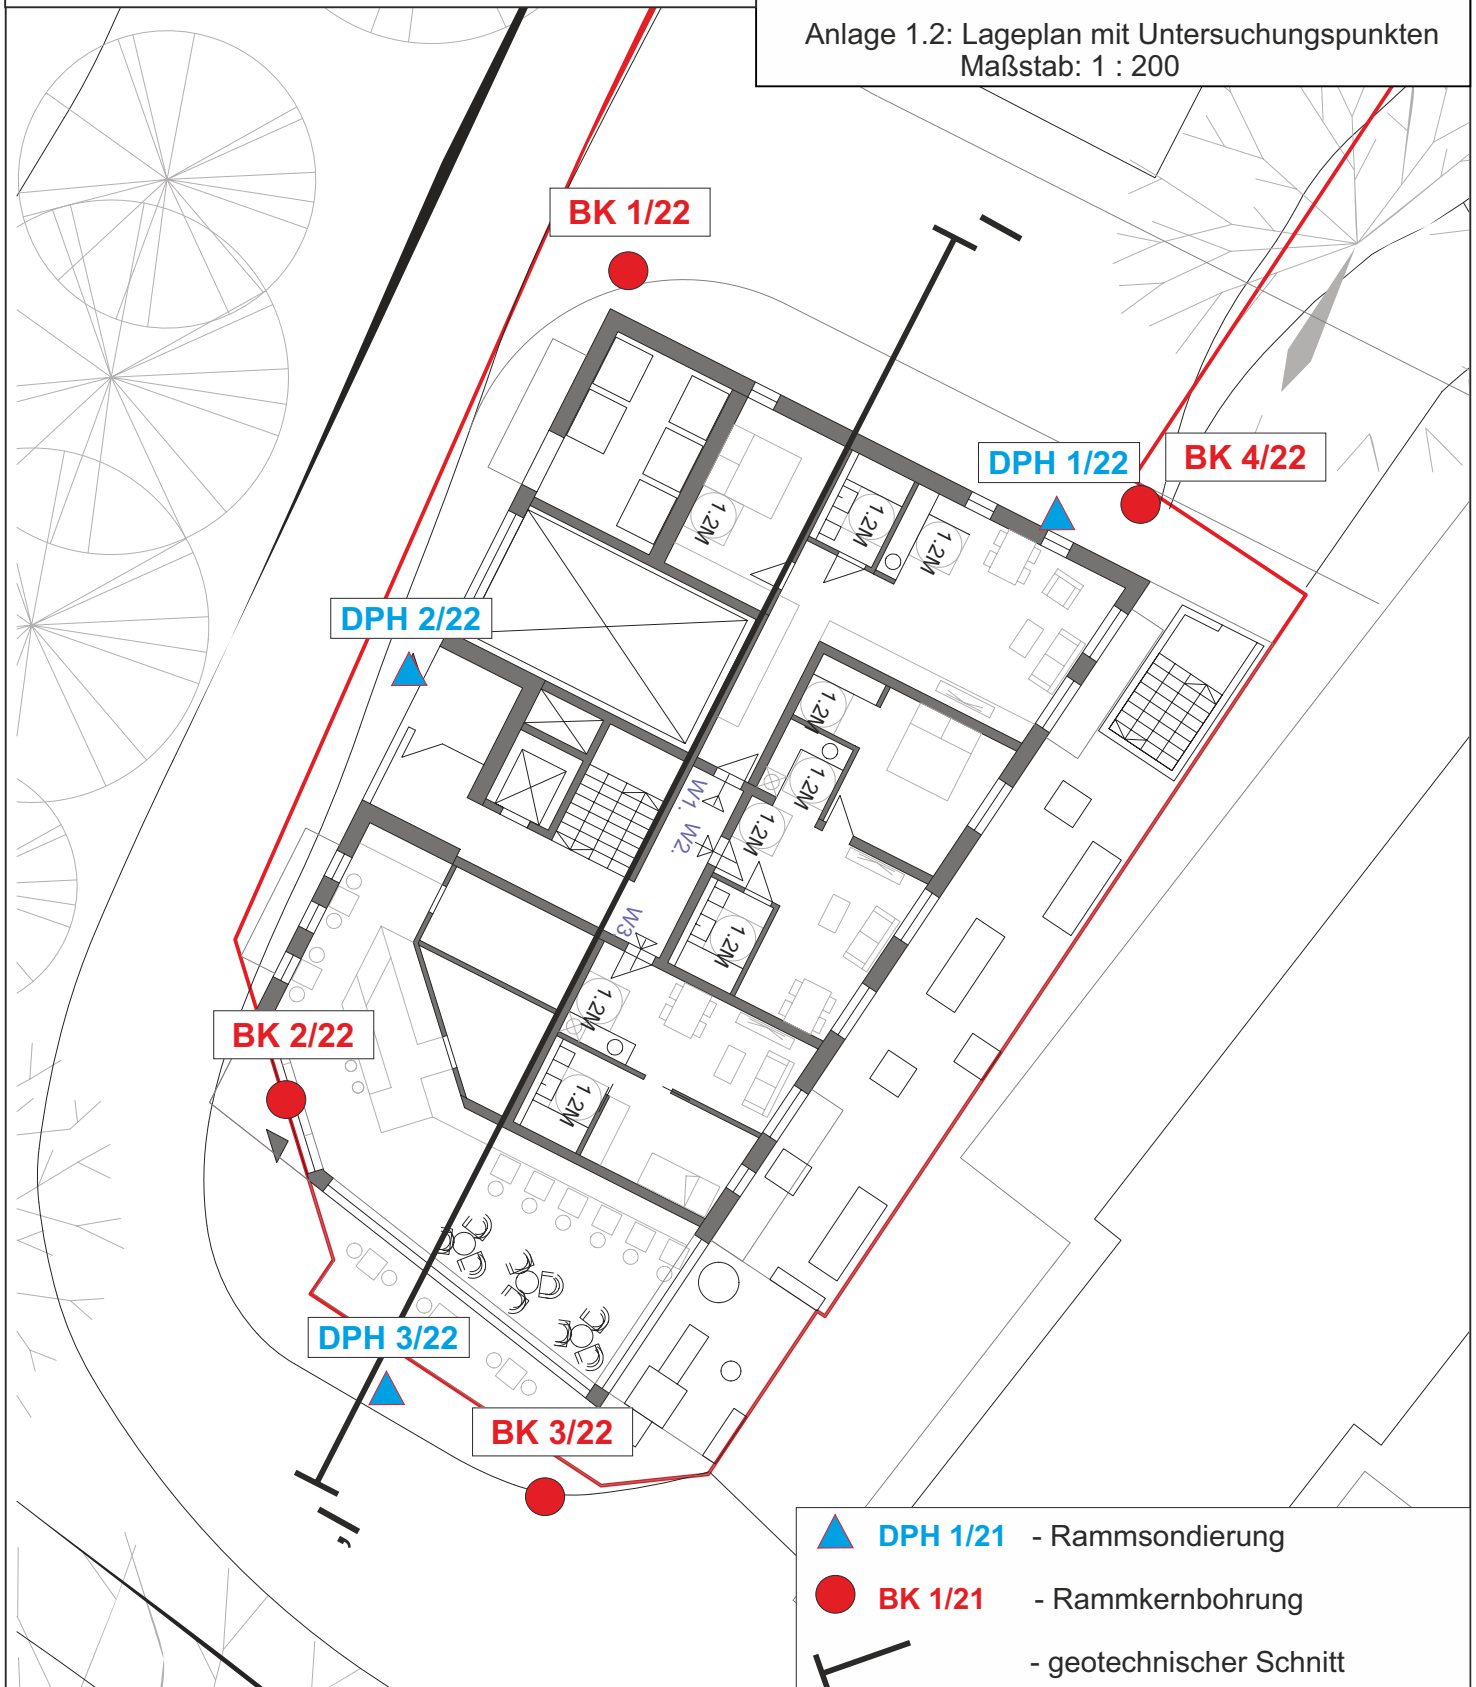 Anlage 1.2: Lageplan mit Untersuchungspunkten
Maßstab: 1 : 200
BK 1/22
I
DPH 1/22
BK 4/22
1.2M
1.2M
1.2M
DPH 2/22
1.2M
1.2M
W1.
W2.
1.2M
W3.
1.2M
1.2M
BK 2/22
1.2M
DPH 3/22
BK 3/22
I'
DPH 1/21 - Rammsondierung
BK 1/21 - Rammkernbohrung
- geotechnischer Schnitt